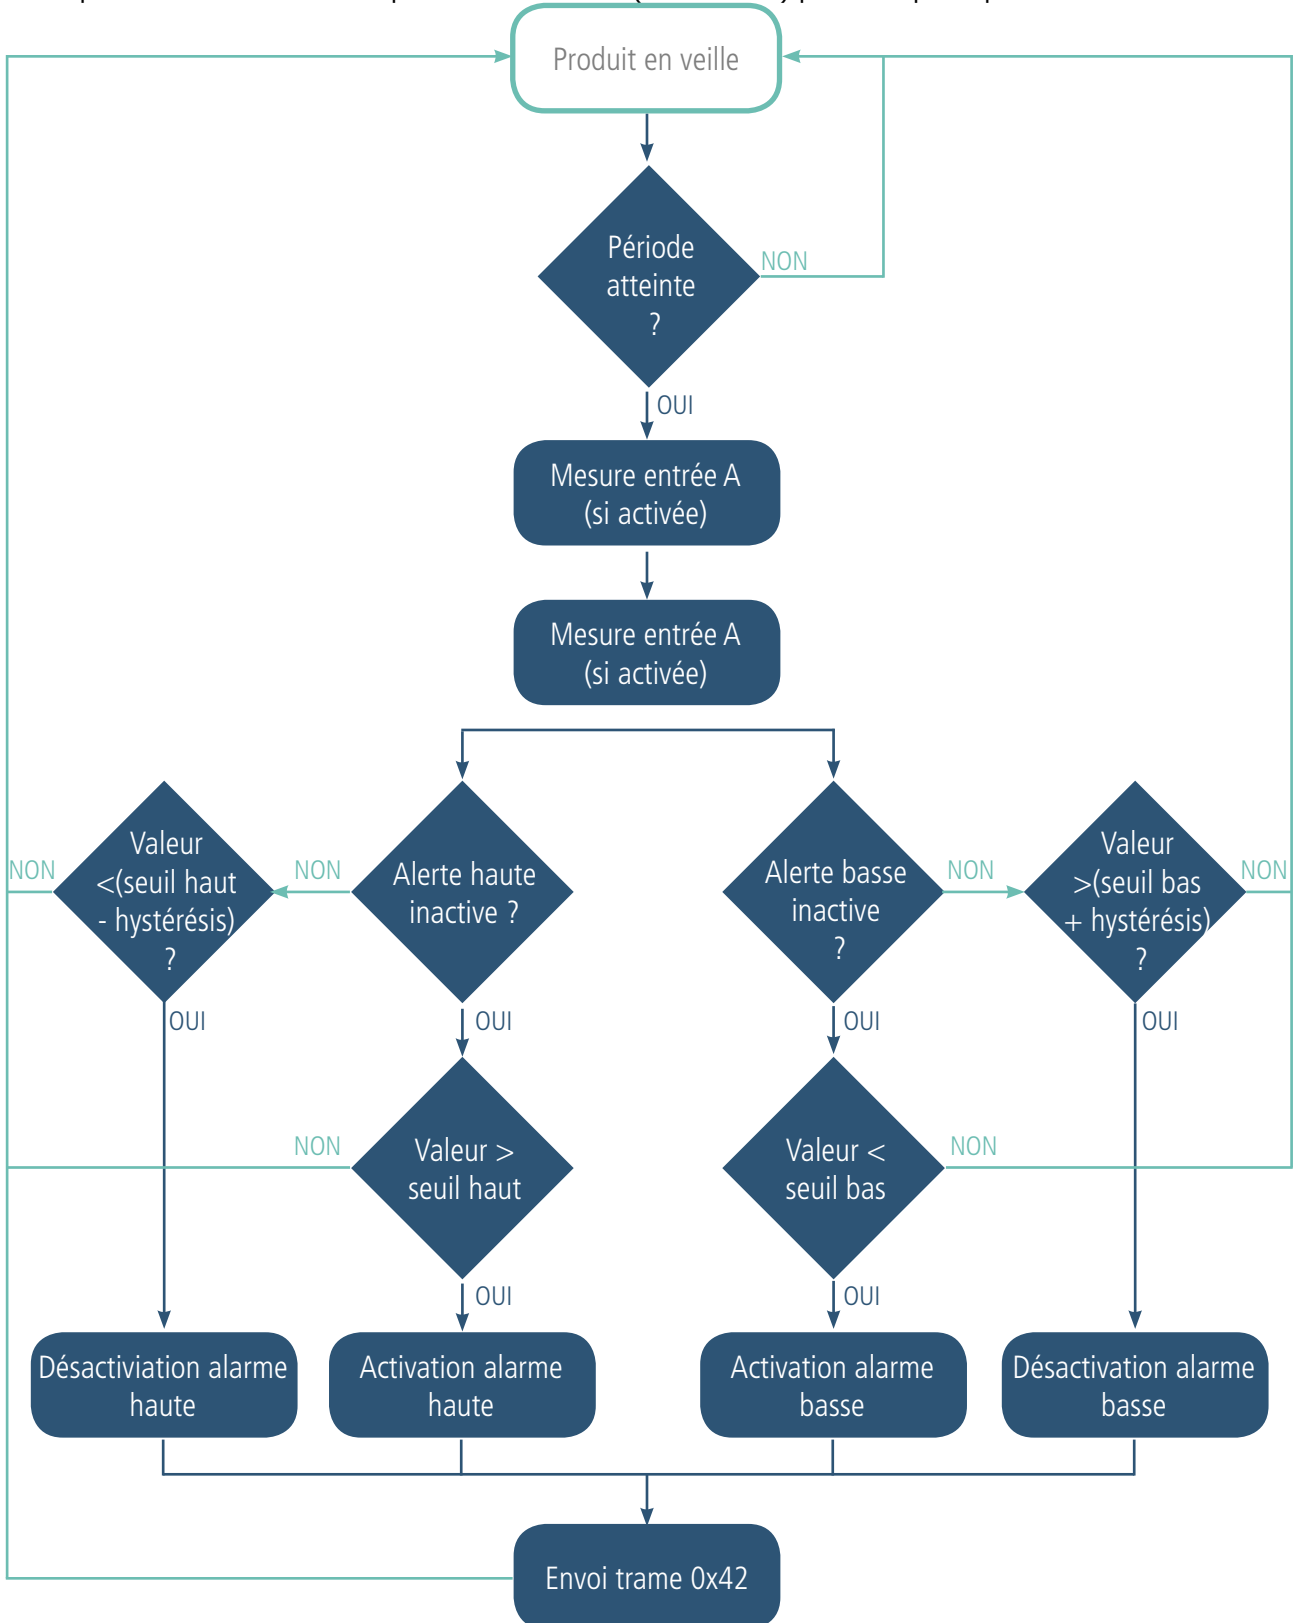 Produit en veille
Période
atteinte
?
NON
OUI
Mesure entrée A
(si activée)
Mesure entrée A
(si activée)
Valeur
<(seuil haut
- hystérésis)
?
NON
NON
Alerte haute
inactive ?
Alerte basse
inactive
?
NON
Valeur
>(seuil bas
+ hystérésis)
?
NON
OUI
OUI
OUI
OUI
NON
Valeur >
seuil haut
Valeur <
seuil bas
NON
OUI
OUI
Désactiviation alarme
haute
Activation alarme
haute
Activation alarme
basse
Désactivation alarme
basse
Envoi trame 0x42